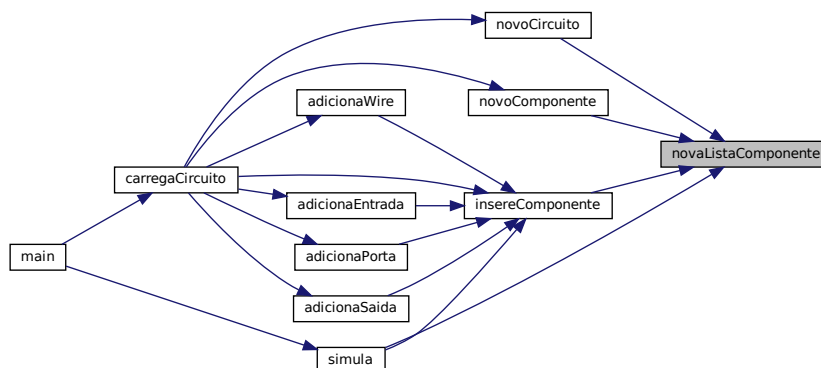 novoCircuito
novoComponente
adicionaWire
novaListaComponente
carregaCircuito
adicionaEntrada
insereComponente
main
adicionaPorta
adicionaSaida
simula